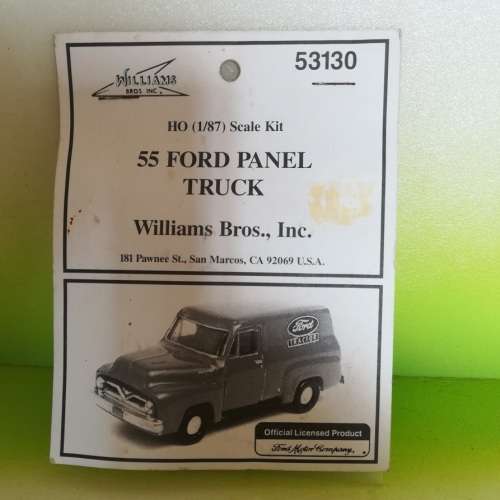 WILLIAMS
BROS. INC.
53130
HO (1/87) Scale Kit
55 FORD PANEL
TRUCK
Williams Bros., Inc.
181 Pawnee St., San Marcos, CA 92069 U.S.A.
Ford
TRACTOR
Official Licensed Product
Ford Motor Company